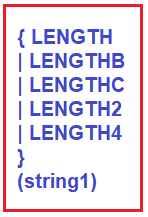 { LENGTH
| LENGTHB
| LENGTHC
| LENGTH2
| LENGTH4
}
(string1)